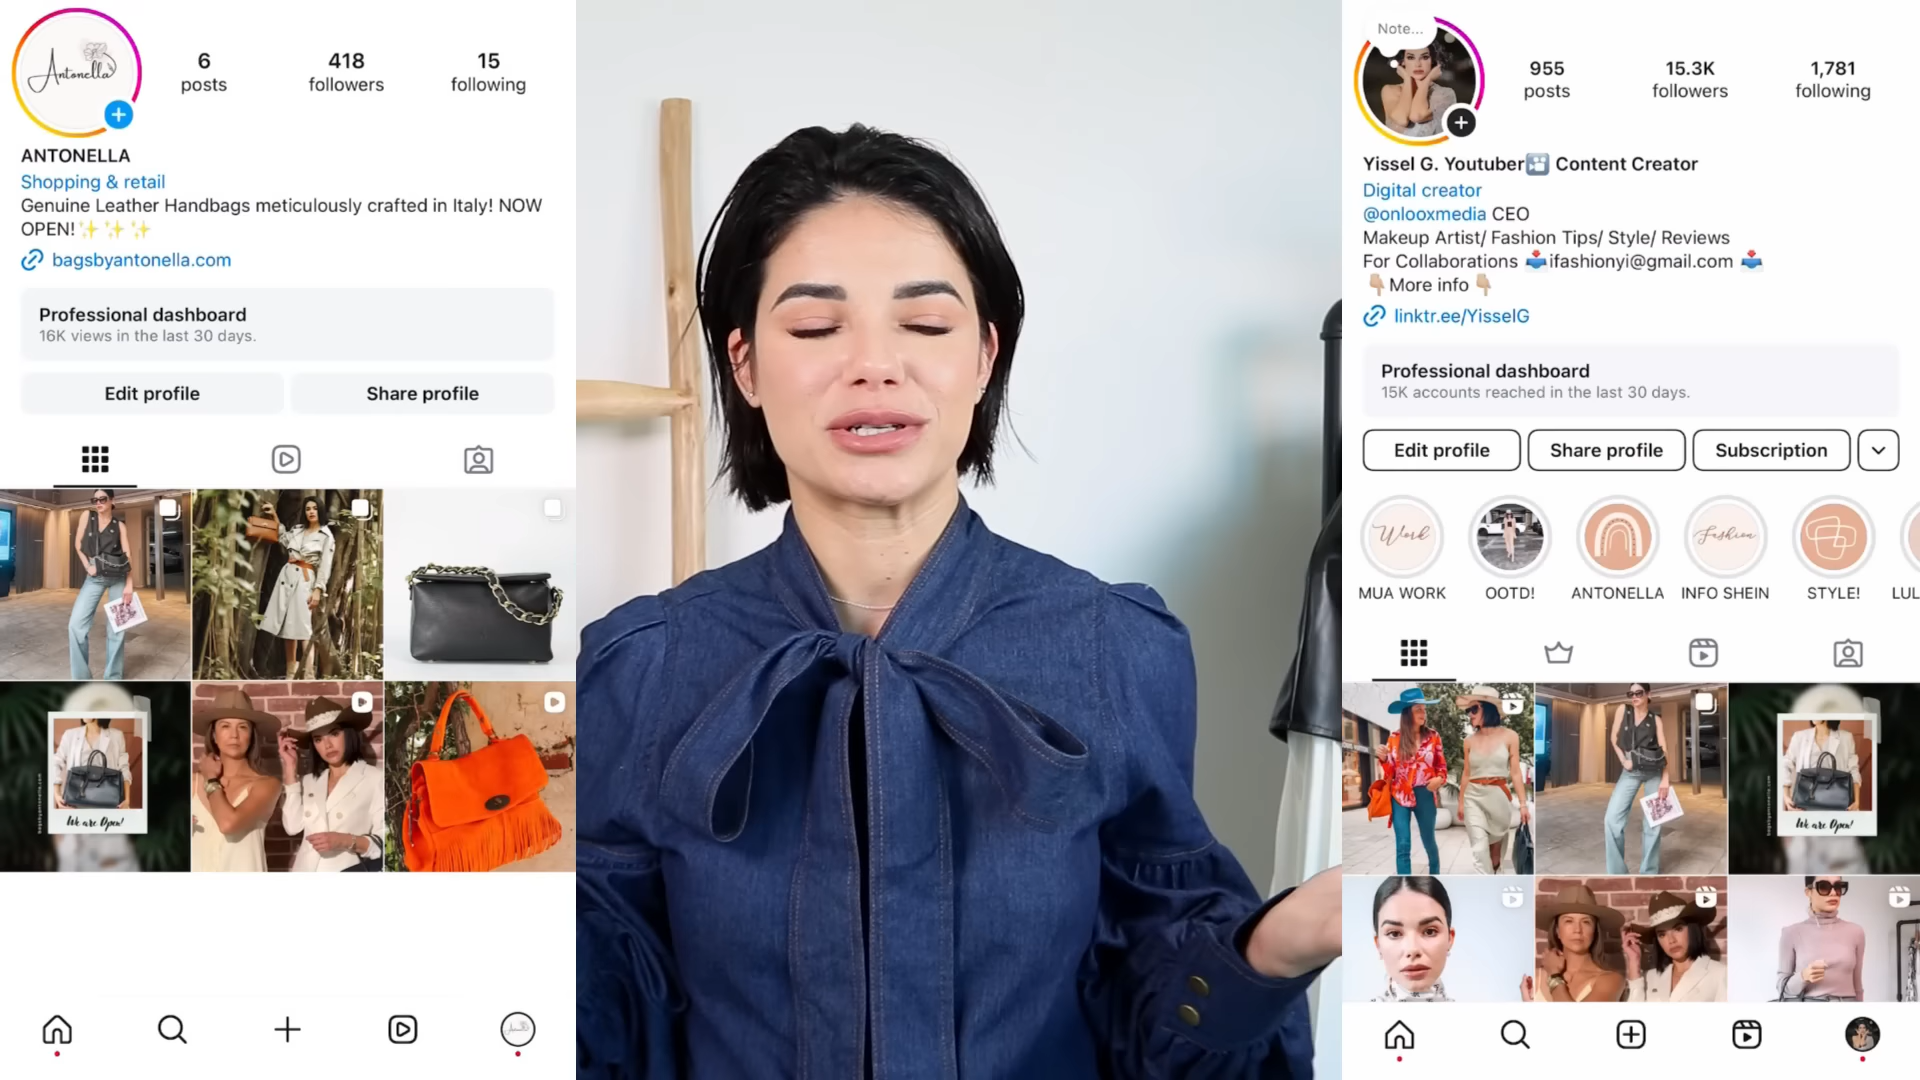 Antonella
6
posts
418
followers
15
following
ANTONELLA
Shopping & retail
Genuine Leather Handbags meticulously crafted in Italy! NOW
OPEN!✨✨✨
bagsbyantonella.com
Professional dashboard
16K views in the last 30 days.
Edit profile
Share profile
We are Open!
Note...
955
posts
15.3K
followers
1,781
following
Yissel G. Youtuber🎦 Content Creator
Digital creator
@onlooxmedia CEO
Makeup Artist/ Fashion Tips/ Style/ Reviews
For Collaborations 📥ifashionyi@gmail.com 📥
👇🏼More info👇🏼
linktr.ee/YisselG
Professional dashboard
15K accounts reached in the last 30 days.
Edit profile
Share profile
Subscription
Work
Fashion
MUA WORK
OOTD!
ANTONELLA
INFO SHEIN
STYLE!
LUL
We are Open!